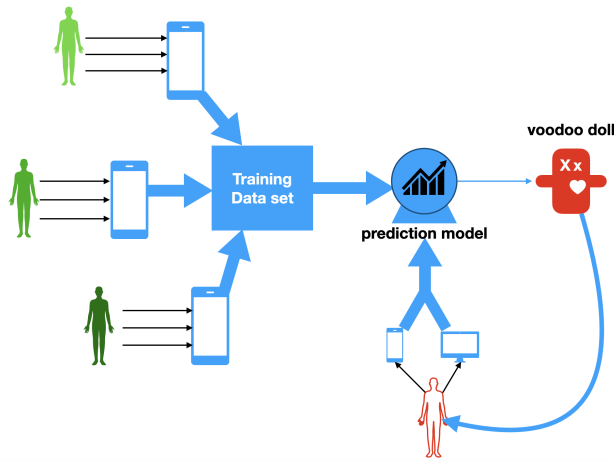 voodoo doll
X x
Training
Data set
prediction model